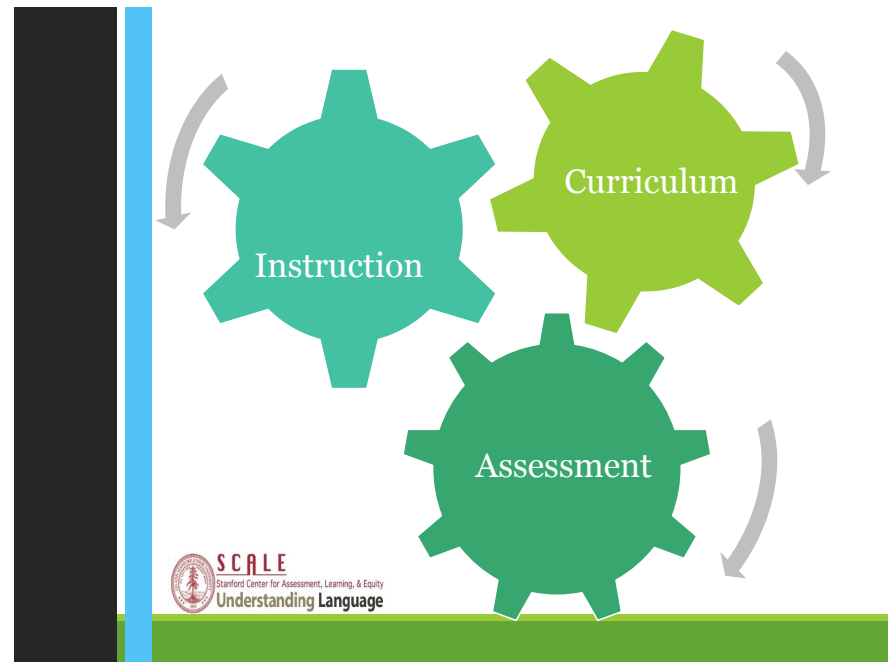 Curriculum
Instruction
Assessment
SCALE
Stanford Center for Assessment, Learning, & Equity
Understanding Language